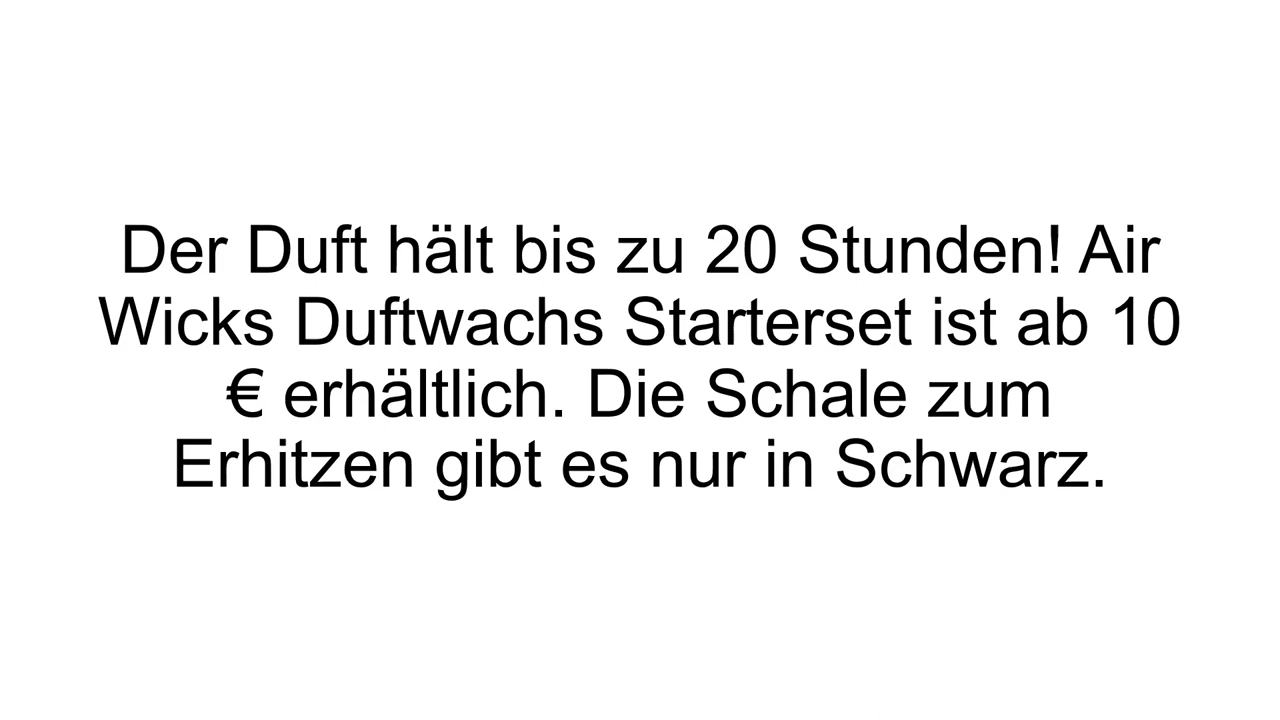 Der Duft hält bis zu 20 Stunden! Air
Wicks Duftwachs Starterset ist ab 10
€ erhältlich. Die Schale zum
Erhitzen gibt es nur in Schwarz.